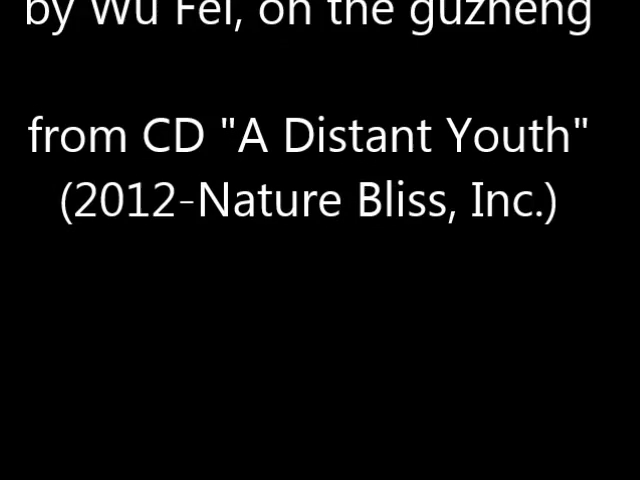 by Wu Fei, on the guzheng
from CD "A Distant Youth"
(2012-Nature Bliss, Inc.)